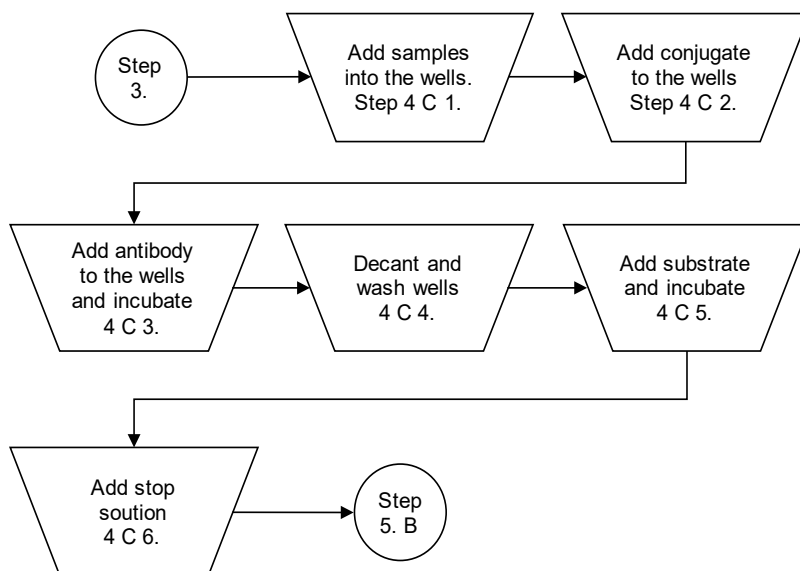 Step
3.
Add samples
into the wells.
Step 4 C 1.
Add conjugate
to the wells
Step 4 C 2.
Add antibody
to the wells
and incubate
4 C 3.
Decant and
wash wells
4 C 4.
Add substrate
and incubate
4 C 5.
Add stop
soution
4 C 6.
Step
5. B